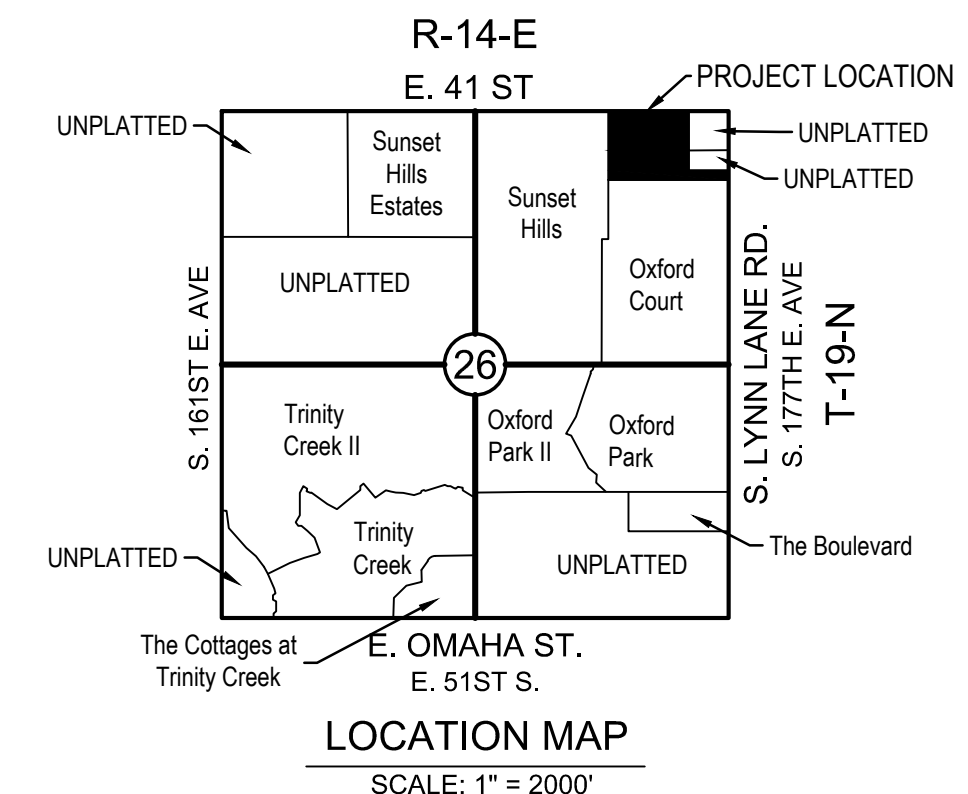 R-14-E
E. 41 ST
PROJECT LOCATION
UNPLATTED
Sunset
Hills
Estates
Sunset
Hills
UNPLATTED
UNPLATTED
UNPLATTED
Oxford
Court
S. 161ST E. AVE
S. LYNN LANE RD.
S. 177TH E. AVE
T-19-N
26
Trinity
Creek II
Oxford
Park II
Oxford
Park
Trinity
Creek
UNPLATTED
UNPLATTED
The Boulevard
The Cottages at
Trinity Creek
E. OMAHA ST.
E. 51ST S.
LOCATION MAP
SCALE: 1" = 2000'